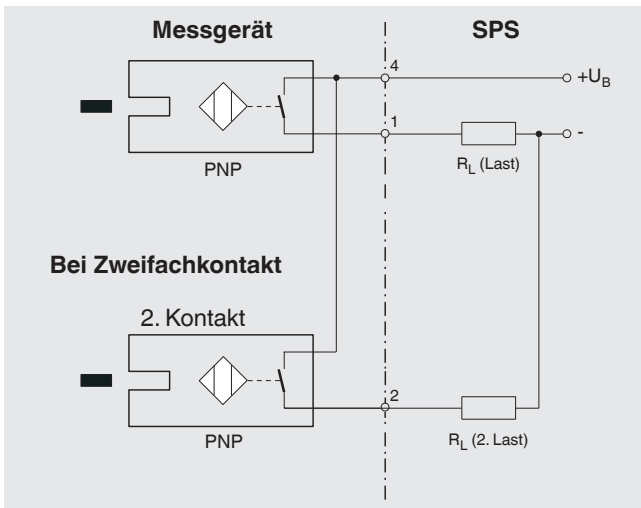 Messgerät
SPS
4
+U_B
1
-
PNP
R_L (Last)
Bei Zweifachkontakt
2. Kontakt
2
PNP
R_L (2. Last)